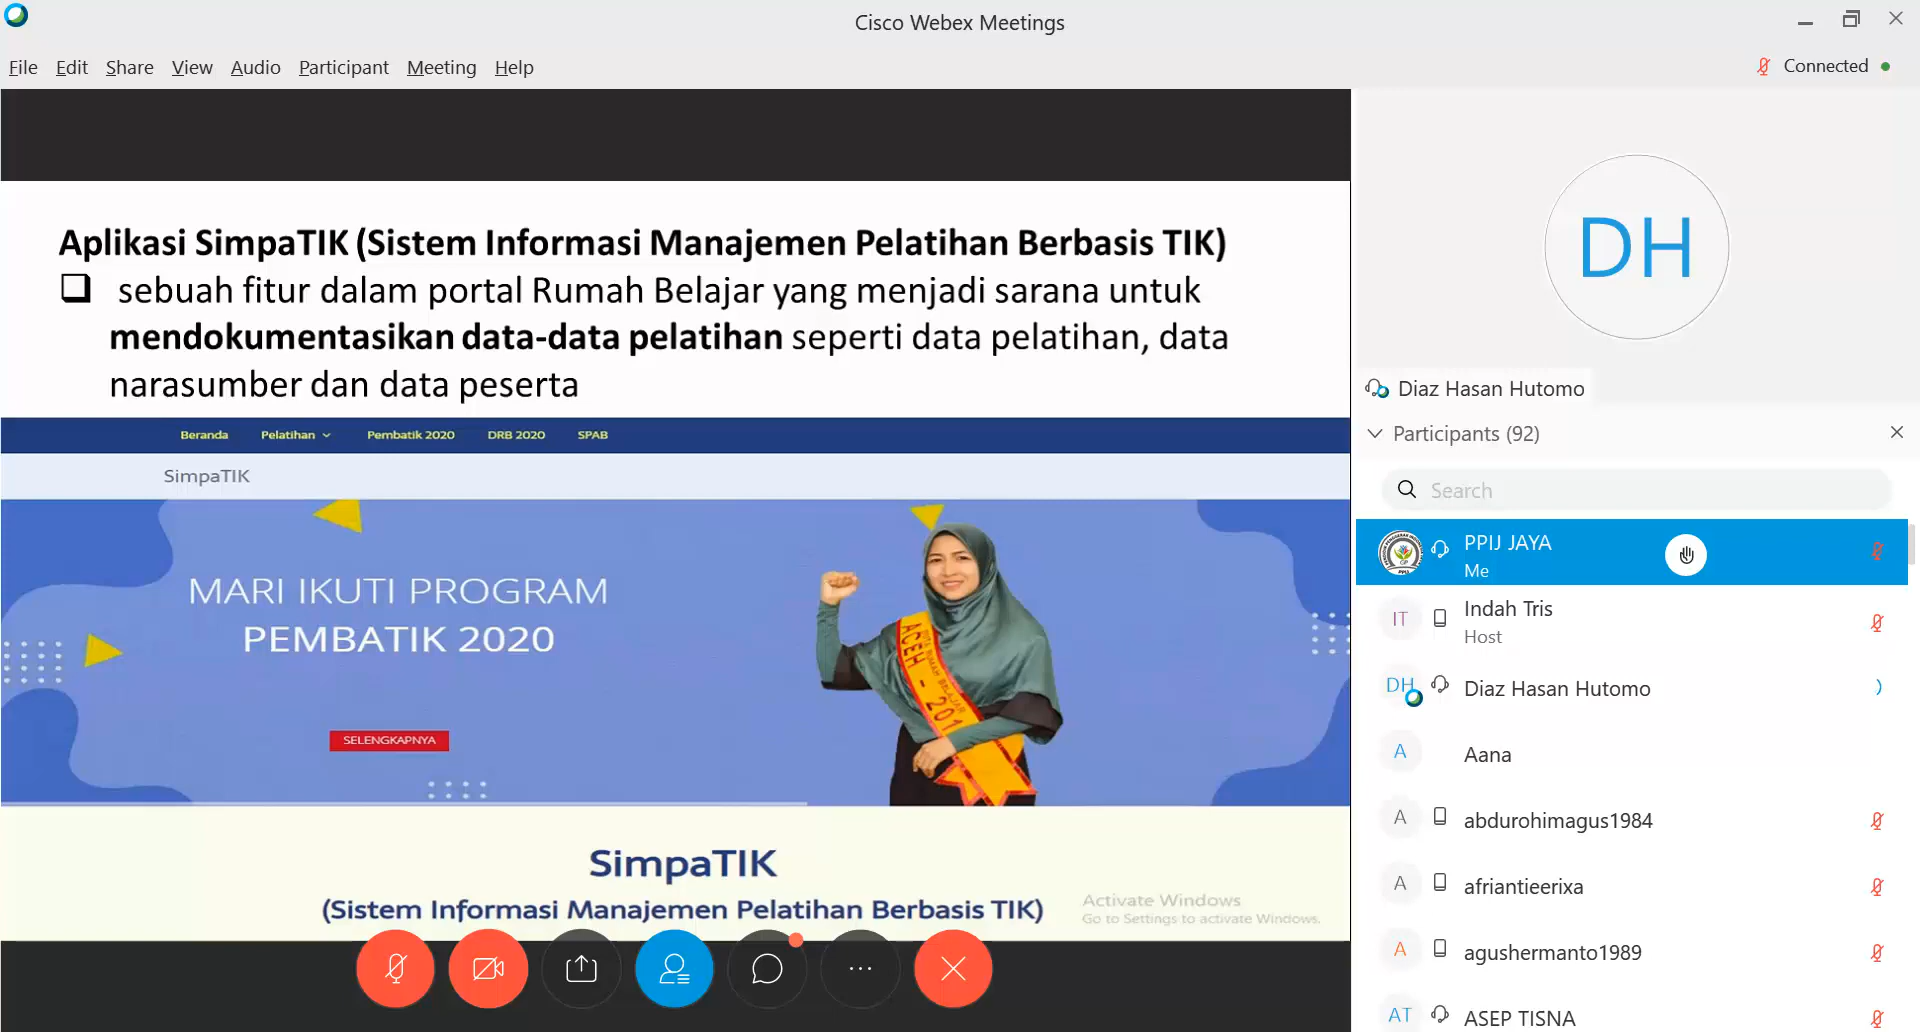 Cisco Webex Meetings
File Edit Share View Audio Participant Meeting Help
Connected
Aplikasi SimpaTIK (Sistem Informasi Manajemen Pelatihan Berbasis TIK)
sebuah fitur dalam portal Rumah Belajar yang menjadi sarana untuk
mendokumentasikan data-data pelatihan seperti data pelatihan, data
narasumber dan data peserta
Beranda Pelatihan Pembatik 2020 DRB 2020 SPAB
SimpaTIK
MARI IKUTI PROGRAM
PEMBATIK 2020
SELENGKAPNYA
ACEH - 201
SimpaTIK
(Sistem Informasi Manajemen Pelatihan Berbasis TIK)
Activate Windows
Go to Settings to activate Windows.
DH
Diaz Hasan Hutomo
Participants (92)
Search
PPIJ JAYA
Me
IT Indah Tris
Host
DH Diaz Hasan Hutomo
A Aana
A abdurohimagus1984
A afriantieerixa
A agushermanto1989
AT ASEP TISNA